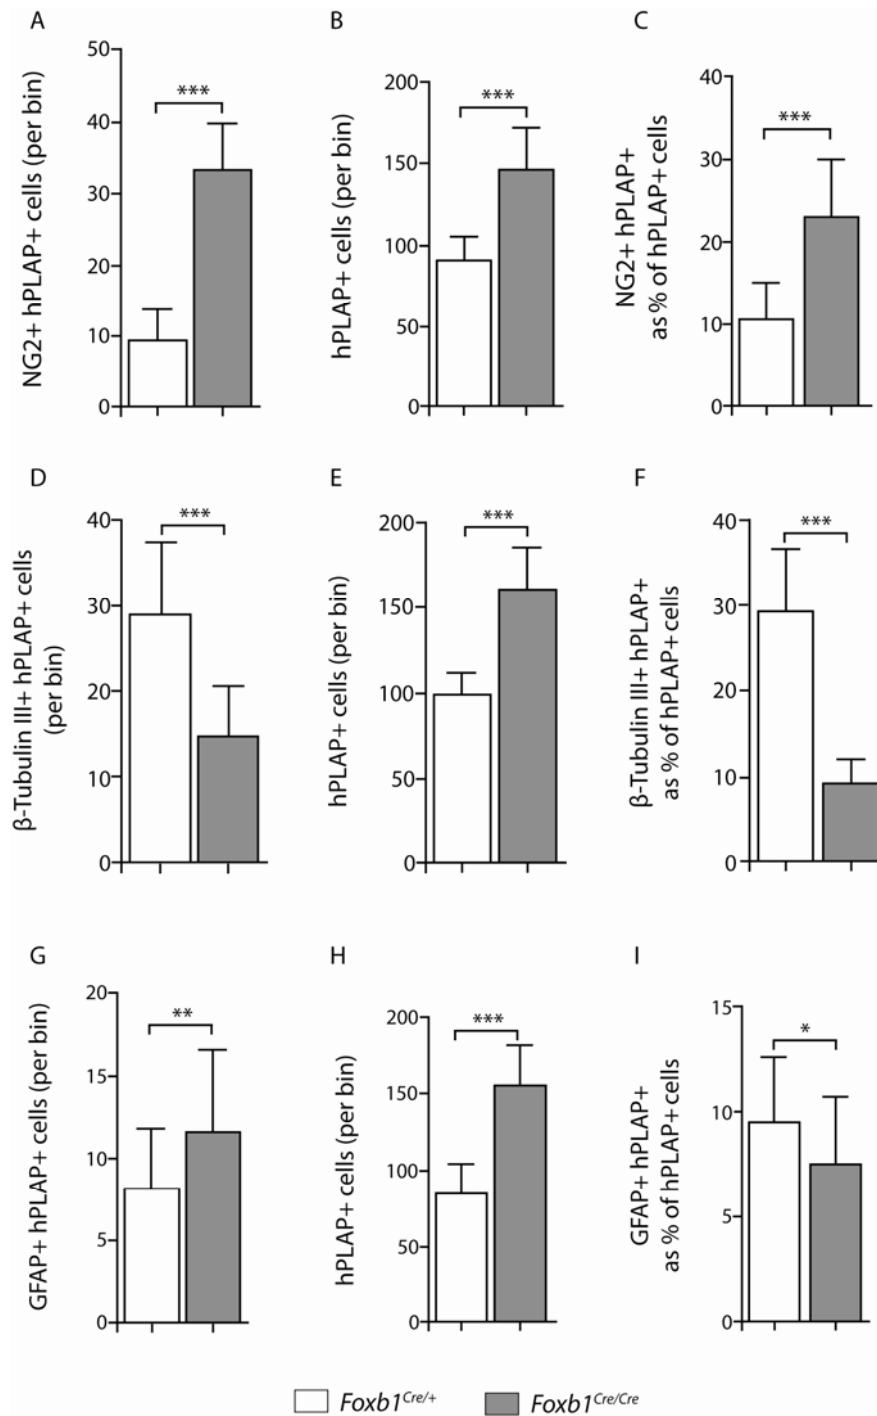 A
NG2+ hPLAP+ cells (per bin)
50
40
30
20
10
0
***
B
hPLAP+ cells (per bin)
200
150
100
50
0
***
C
NG2+ hPLAP+
as % of hPLAP+ cells
40
30
20
10
0
***
D
β-Tubulin III+ hPLAP+ cells
(per bin)
40
30
20
10
0
***
E
hPLAP+ cells (per bin)
200
150
100
50
0
***
F
β-Tubulin III+ hPLAP+
as % of hPLAP+ cells
40
30
20
10
0
***
G
GFAP+ hPLAP+ cells (per bin)
20
15
10
5
0
**
H
hPLAP+ cells (per bin)
200
150
100
50
0
***
I
GFAP+ hPLAP+
as % of hPLAP+ cells
15
10
5
0
*
Foxb1Cre/+
Foxb1Cre/Cre